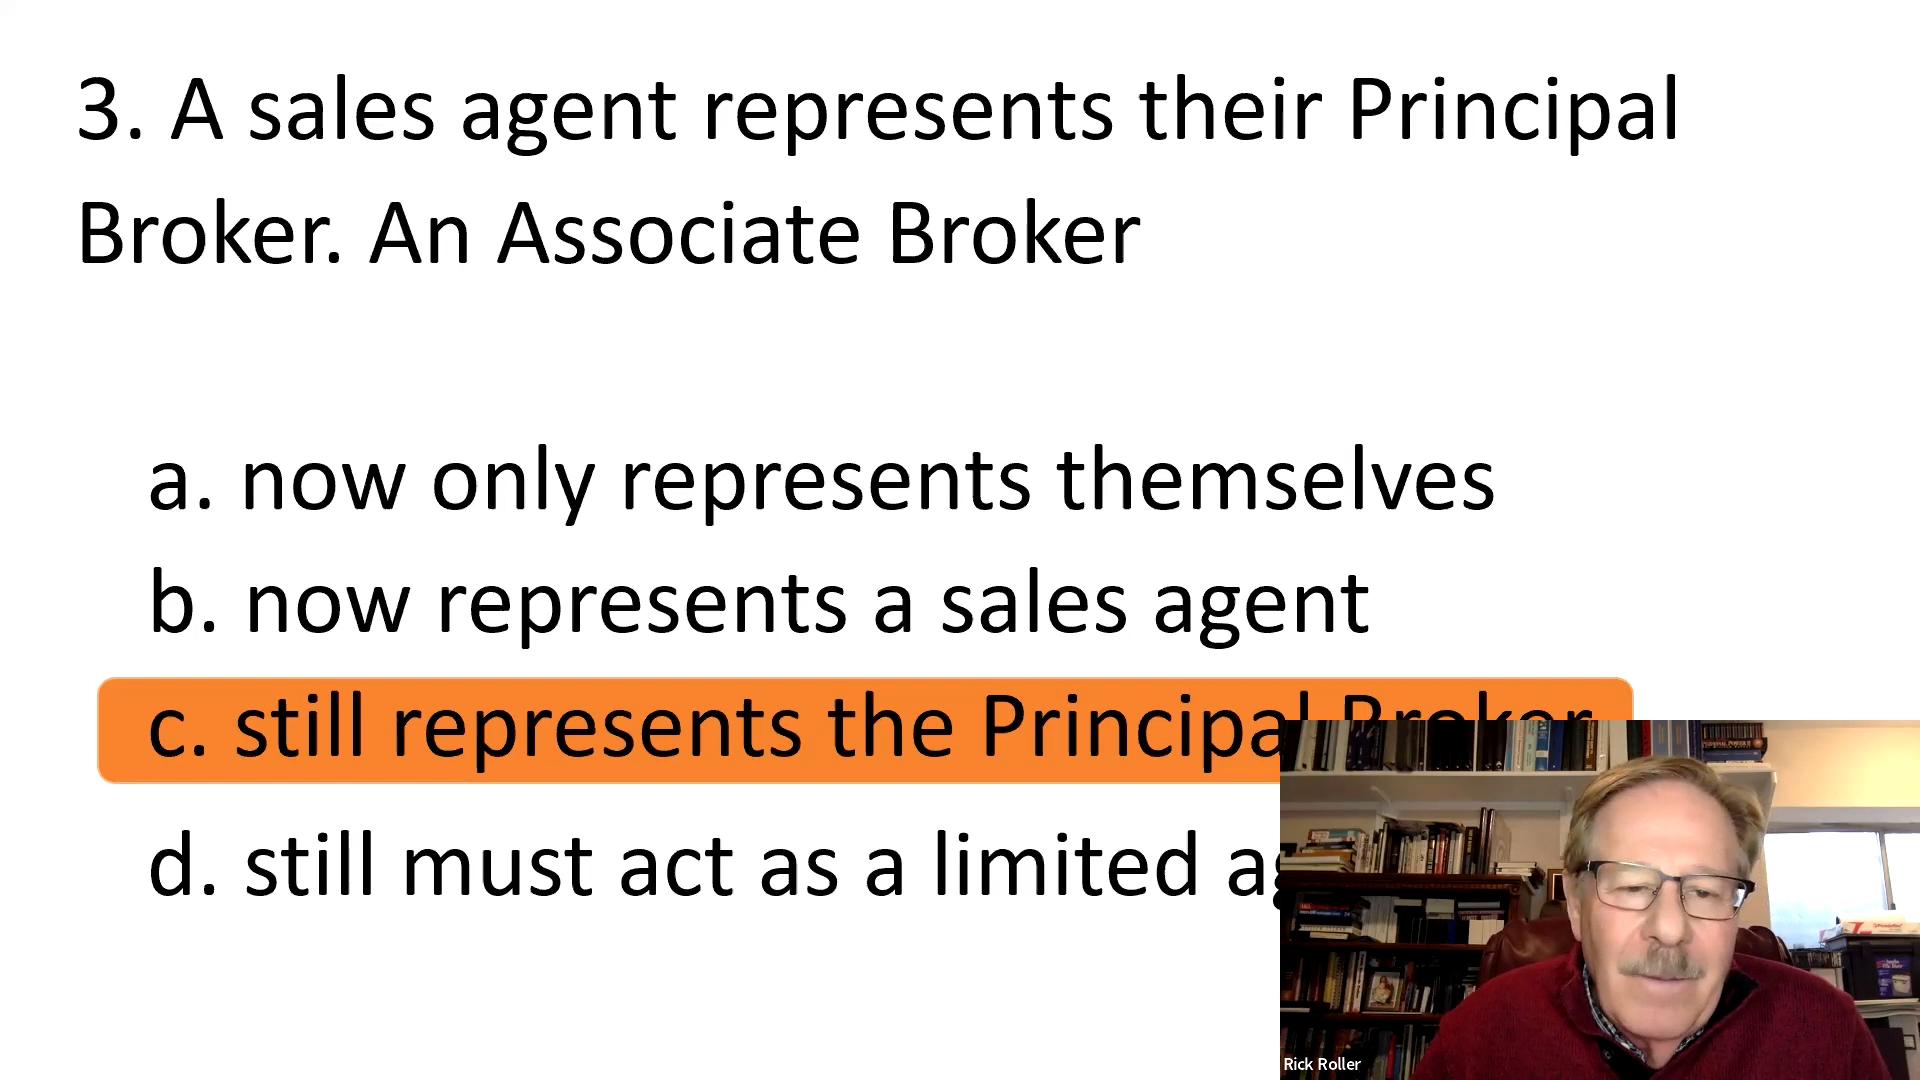 3. A sales agent represents their Principal
Broker. An Associate Broker
a. now only represents themselves
b. now represents a sales agent
c. still represents the Principal Broker
d. still must act as a limited
Rick Roller